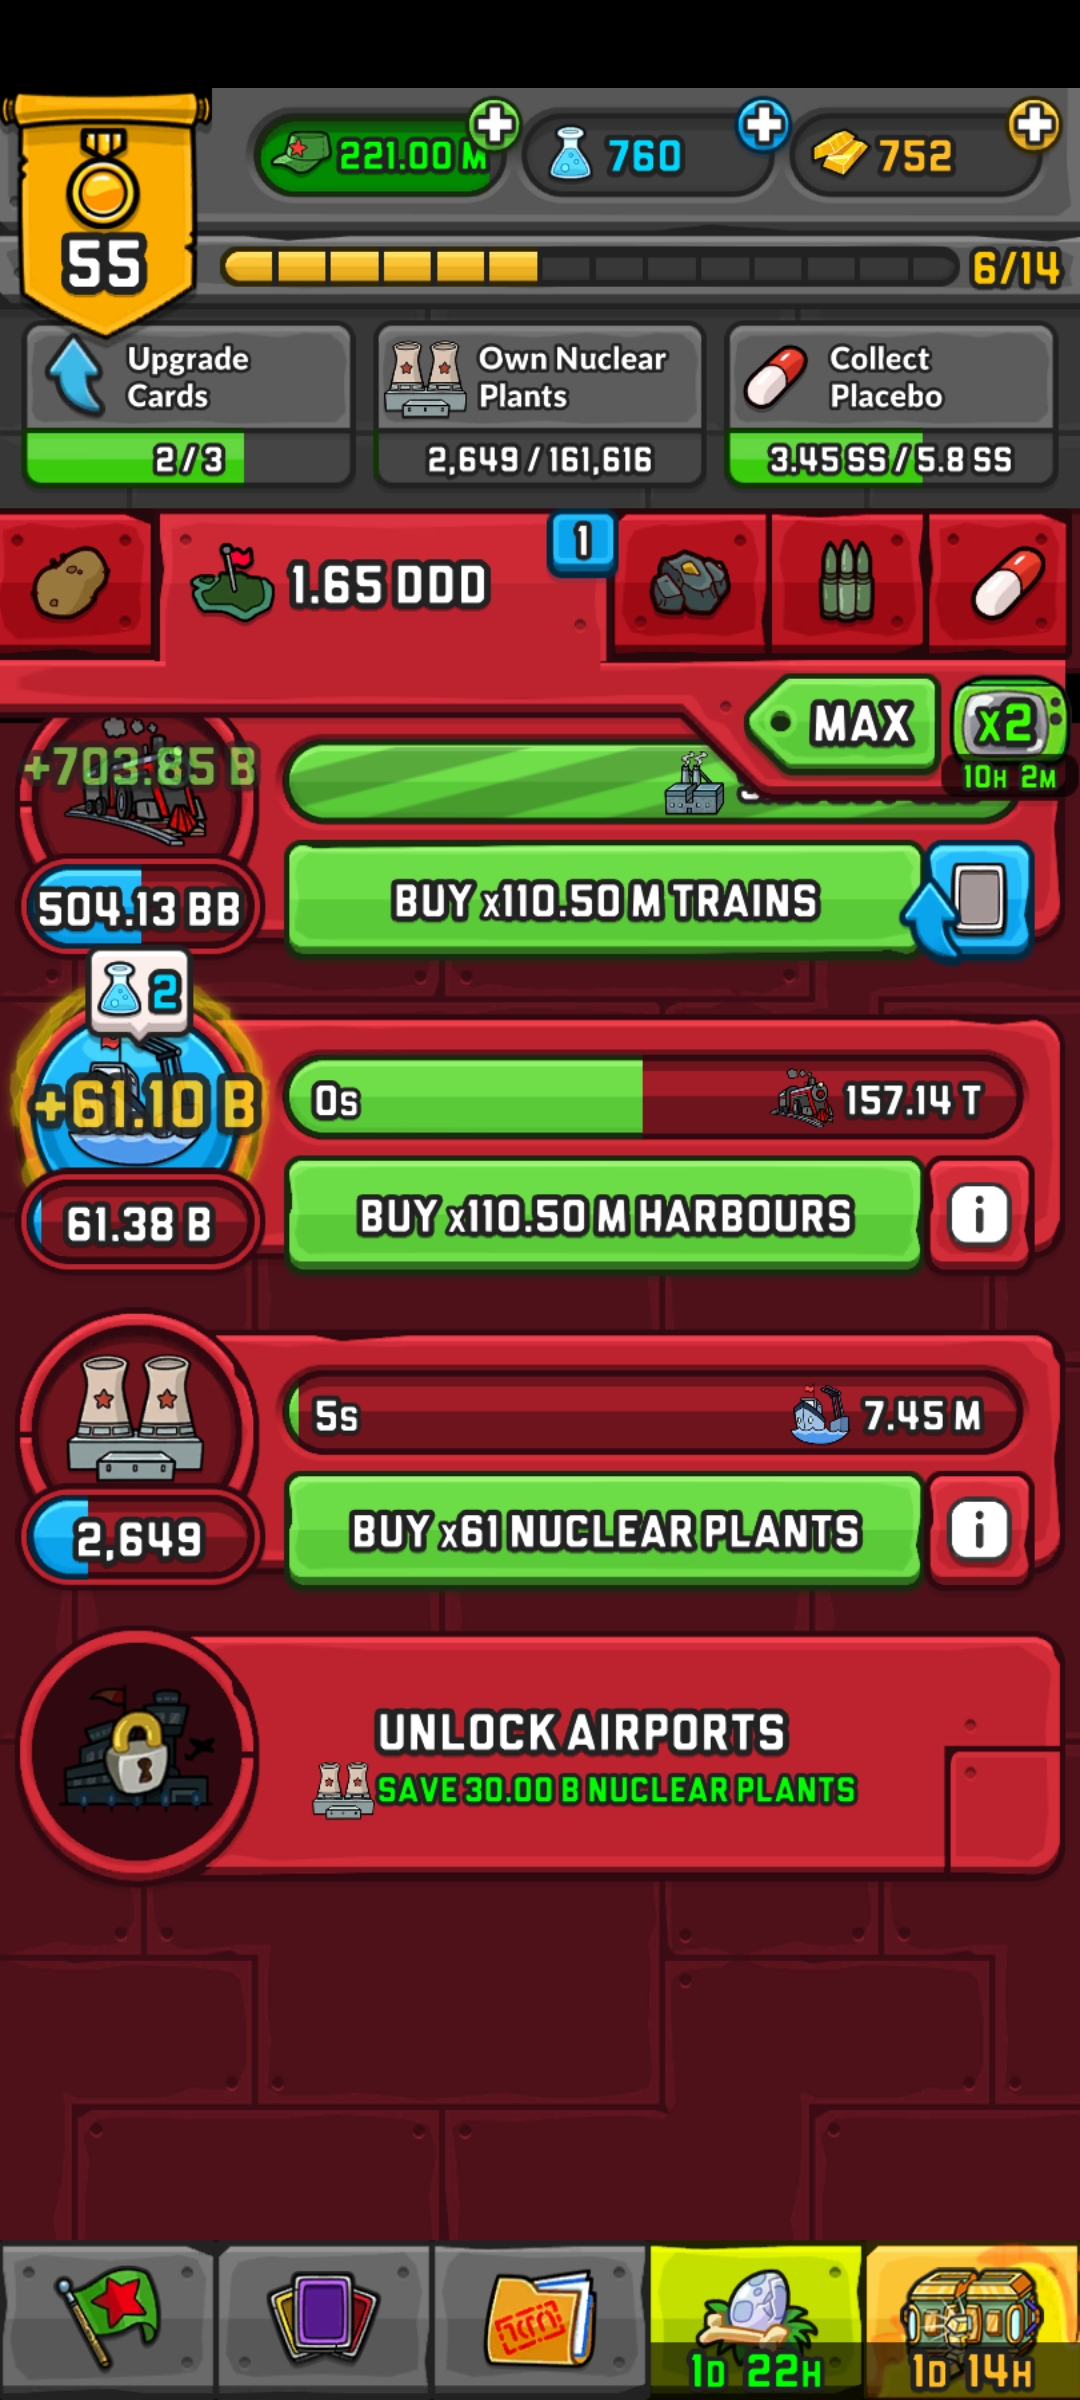 221.00 M
760
752
55
6/14
Upgrade
Cards
2/3
Own Nuclear
Plants
2,649/161,616
Collect
Placebo
3.45 SS/5.8 SS
1.65 DDD
1
MAX
x2
10H 2M
+703.85 B
504.13 BB
BUY x110.50 M TRAINS
2
+61.10 B
0s
157.14 T
61.38 B
BUY x110.50 M HARBOURS
i
5s
7.45 M
2,649
BUY x61 NUCLEAR PLANTS
i
UNLOCK AIRPORTS
SAVE 30.00 B NUCLEAR PLANTS
1D 22H
1D 14H